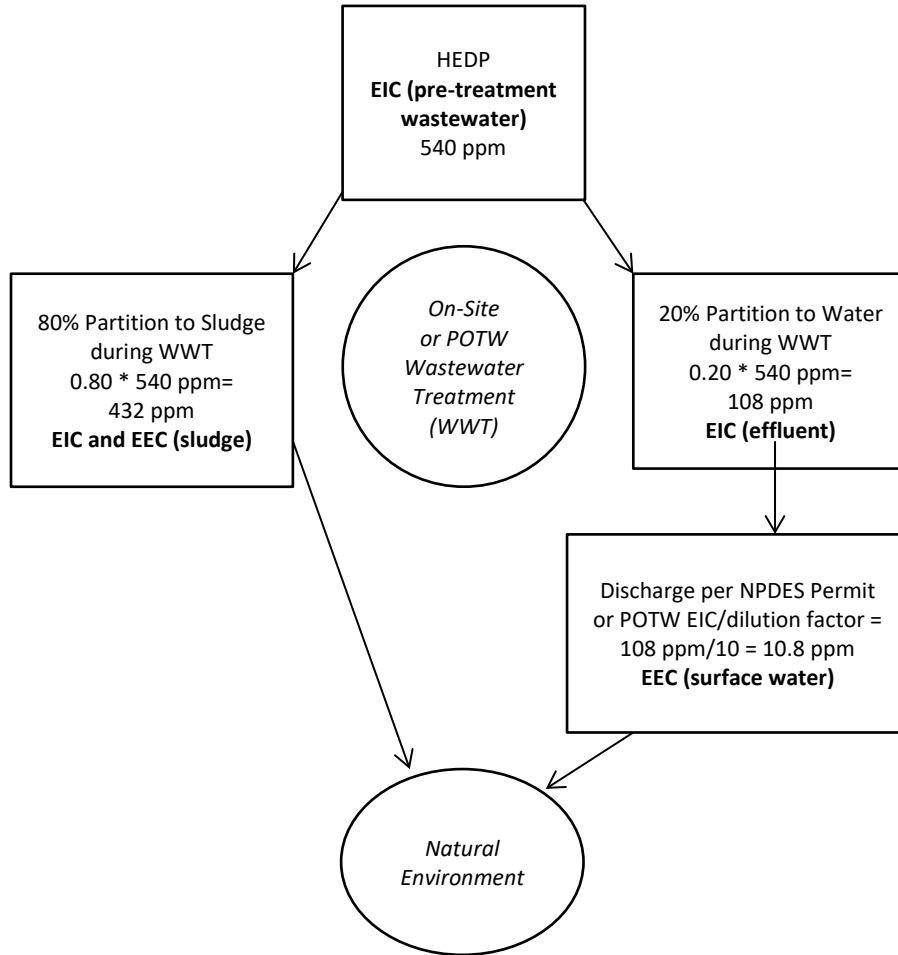 HEDP
EIC (pre-treatment
wastewater)
540 ppm
80% Partition to Sludge
during WWT
0.80 * 540 ppm=
432 ppm
EIC and EEC (sludge)
On-Site
or POTW
Wastewater
Treatment
(WWT)
20% Partition to Water
during WWT
0.20 * 540 ppm=
108 ppm
EIC (effluent)
Discharge per NPDES Permit
or POTW EIC/dilution factor =
108 ppm/10 = 10.8 ppm
EEC (surface water)
Natural
Environment